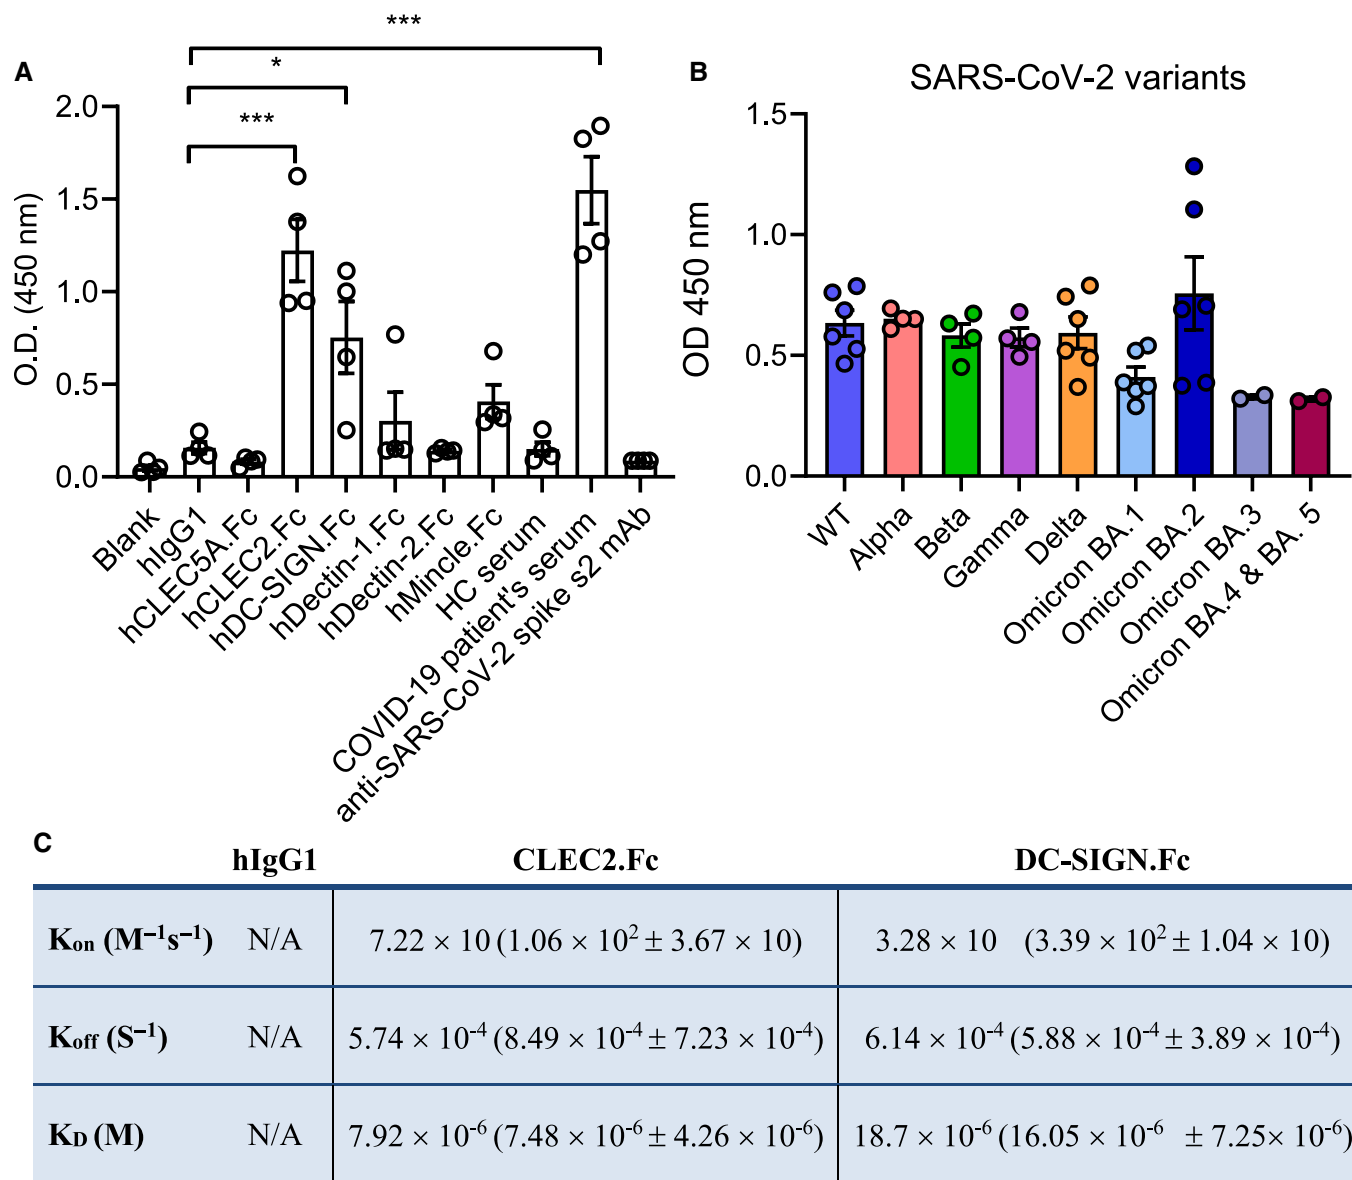 A
***
*
***
O.D. (450 nm)
2.0
1.5
1.0
0.5
0.0
Blank
hIgG1
hCLEC5A.Fc
hCLEC2.Fc
hDC-SIGN.Fc
hDectin-1.Fc
hDectin-2.Fc
hMincle.Fc
HC serum
COVID-19 patient's serum
anti-SARS-CoV-2 spike s2 mAb
B
SARS-CoV-2 variants
OD 450 nm
1.5
1.0
0.5
0.0
WT
Alpha
Beta
Gamma
Delta
Omicron BA.1
Omicron BA.2
Omicron BA.3
Omicron BA.4 & BA. 5
C
hIgG1 CLEC2.Fc DC-SIGN.Fc
Kon (M⁻¹s⁻¹) N/A 7.22 × 10 (1.06 × 10² ± 3.67 × 10) 3.28 × 10 (3.39 × 10² ± 1.04 × 10)
Koff (S⁻¹) N/A 5.74 × 10⁻⁴ (8.49 × 10⁻⁴ ± 7.23 × 10⁻⁴) 6.14 × 10⁻⁴ (5.88 × 10⁻⁴ ± 3.89 × 10⁻⁴)
KD (M) N/A 7.92 × 10⁻⁶ (7.48 × 10⁻⁶ ± 4.26 × 10⁻⁶) 18.7 × 10⁻⁶ (16.05 × 10⁻⁶ ± 7.25× 10⁻⁶)